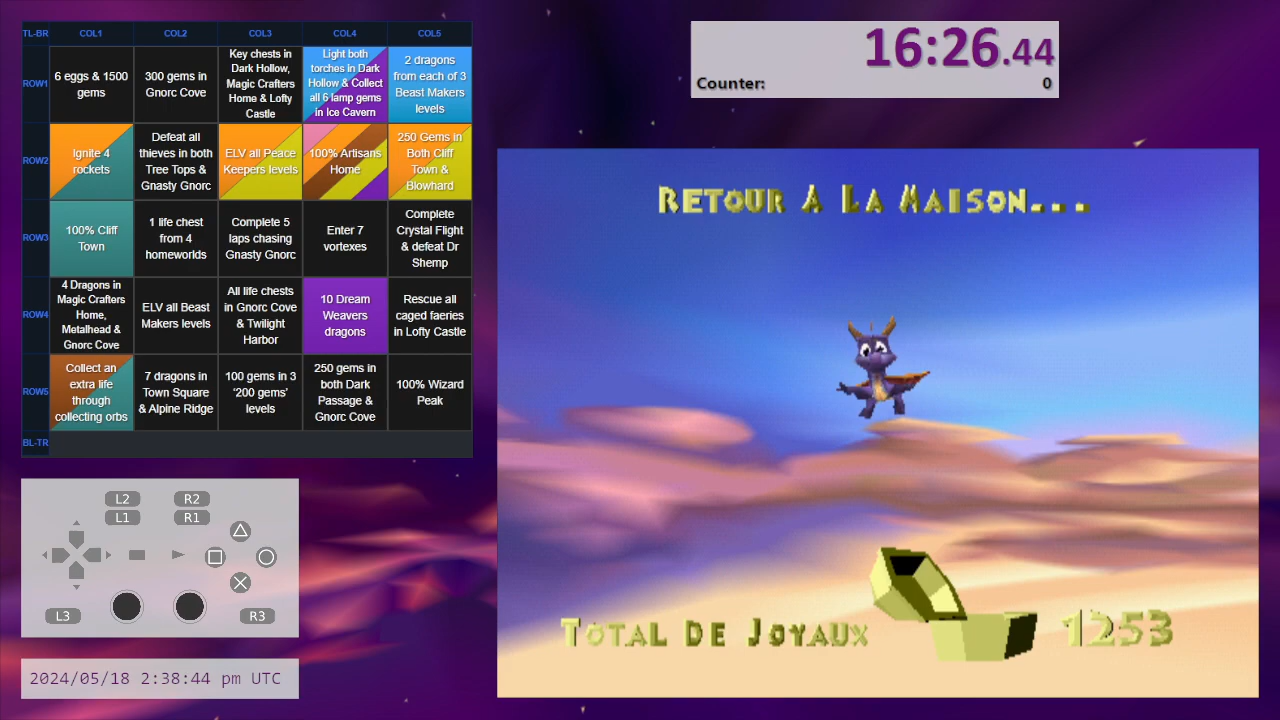 TL-BR COL1 COL2 COL3 COL4 COL5
ROW1
6 eggs & 1500
gems
300 gems in
Gnorc Cove
Key chests in
Dark Hollow,
Magic Crafters
Home & Lofty
Castle
Light both
torches in Dark
Hollow & Collect
all 6 lamp gems
in Ice Cavern
2 dragons
from each of 3
Beast Makers
levels
ROW2
Ignite 4
rockets
Defeat all
thieves in both
Tree Tops &
Gnasty Gnorc
ELV all Peace
Keepers levels
100% Artisans
Home
250 Gems in
Both Cliff
Town &
Blowhard
ROW3
100% Cliff
Town
1 life chest
from 4
homeworlds
Complete 5
laps chasing
Gnasty Gnorc
Enter 7
vortexes
Complete
Crystal Flight
& defeat Dr
Shemp
ROW4
4 Dragons in
Magic Crafters
Home,
Metalhead &
Gnorc Cove
ELV all Beast
Makers levels
All life chests
in Gnorc Cove
& Twilight
Harbor
10 Dream
Weavers
dragons
Rescue all
caged faeries
in Lofty Castle
ROW5
Collect an
extra life
through
collecting orbs
7 dragons in
Town Square
& Alpine Ridge
100 gems in 3
'200 gems'
levels
250 gems in
both Dark
Passage &
Gnorc Cove
100% Wizard
Peak
BL-TR
16:26.44
Counter: 0
RETOUR A LA MAISON...
TOTAL DE JOYAUX 1253
L2 R2
L1 R1
L3 R3
2024/05/18 2:38:44 pm UTC